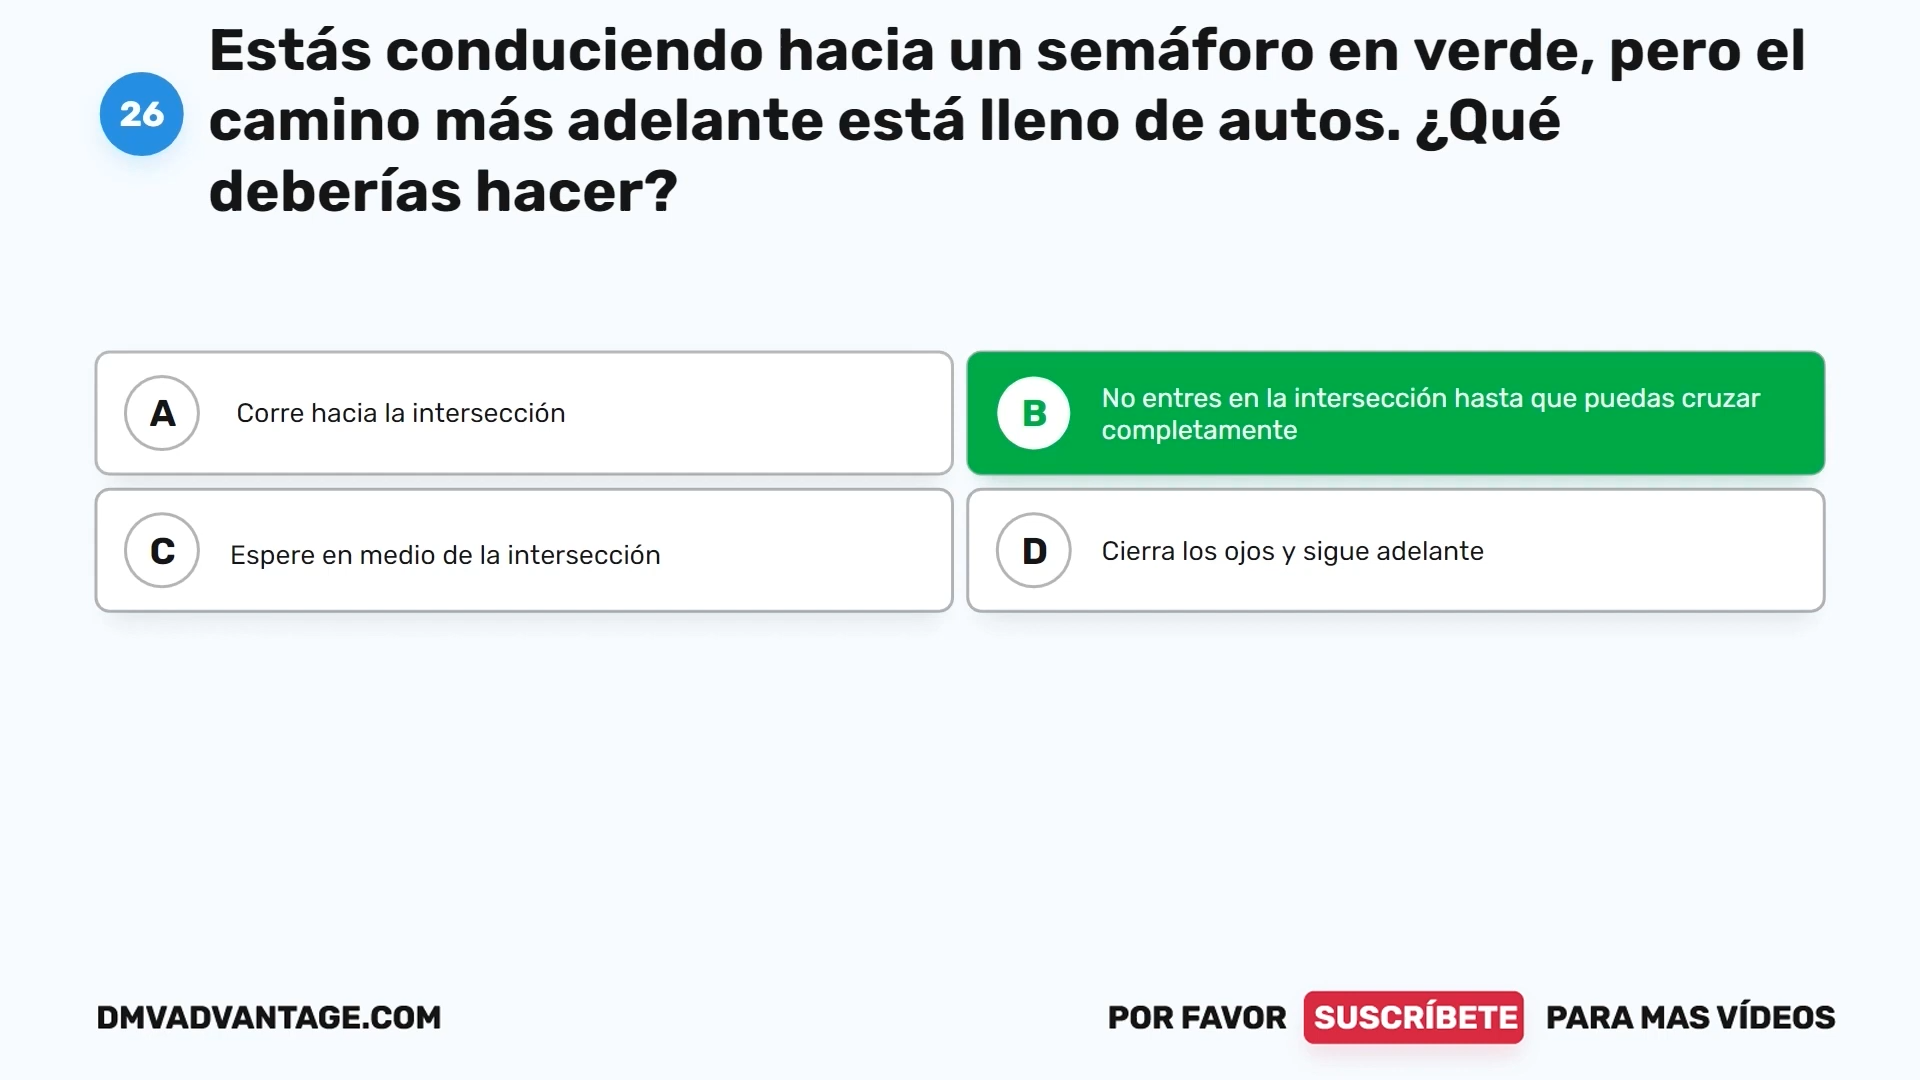 26
Estás conduciendo hacia un semáforo en verde, pero el
camino más adelante está lleno de autos. ¿Qué
deberías hacer?
A
Corre hacia la intersección
B
No entres en la intersección hasta que puedas cruzar
completamente
C
Espere en medio de la intersección
D
Cierra los ojos y sigue adelante
DMVADVANTAGE.COM
POR FAVOR SUSCRÍBETE PARA MAS VÍDEOS